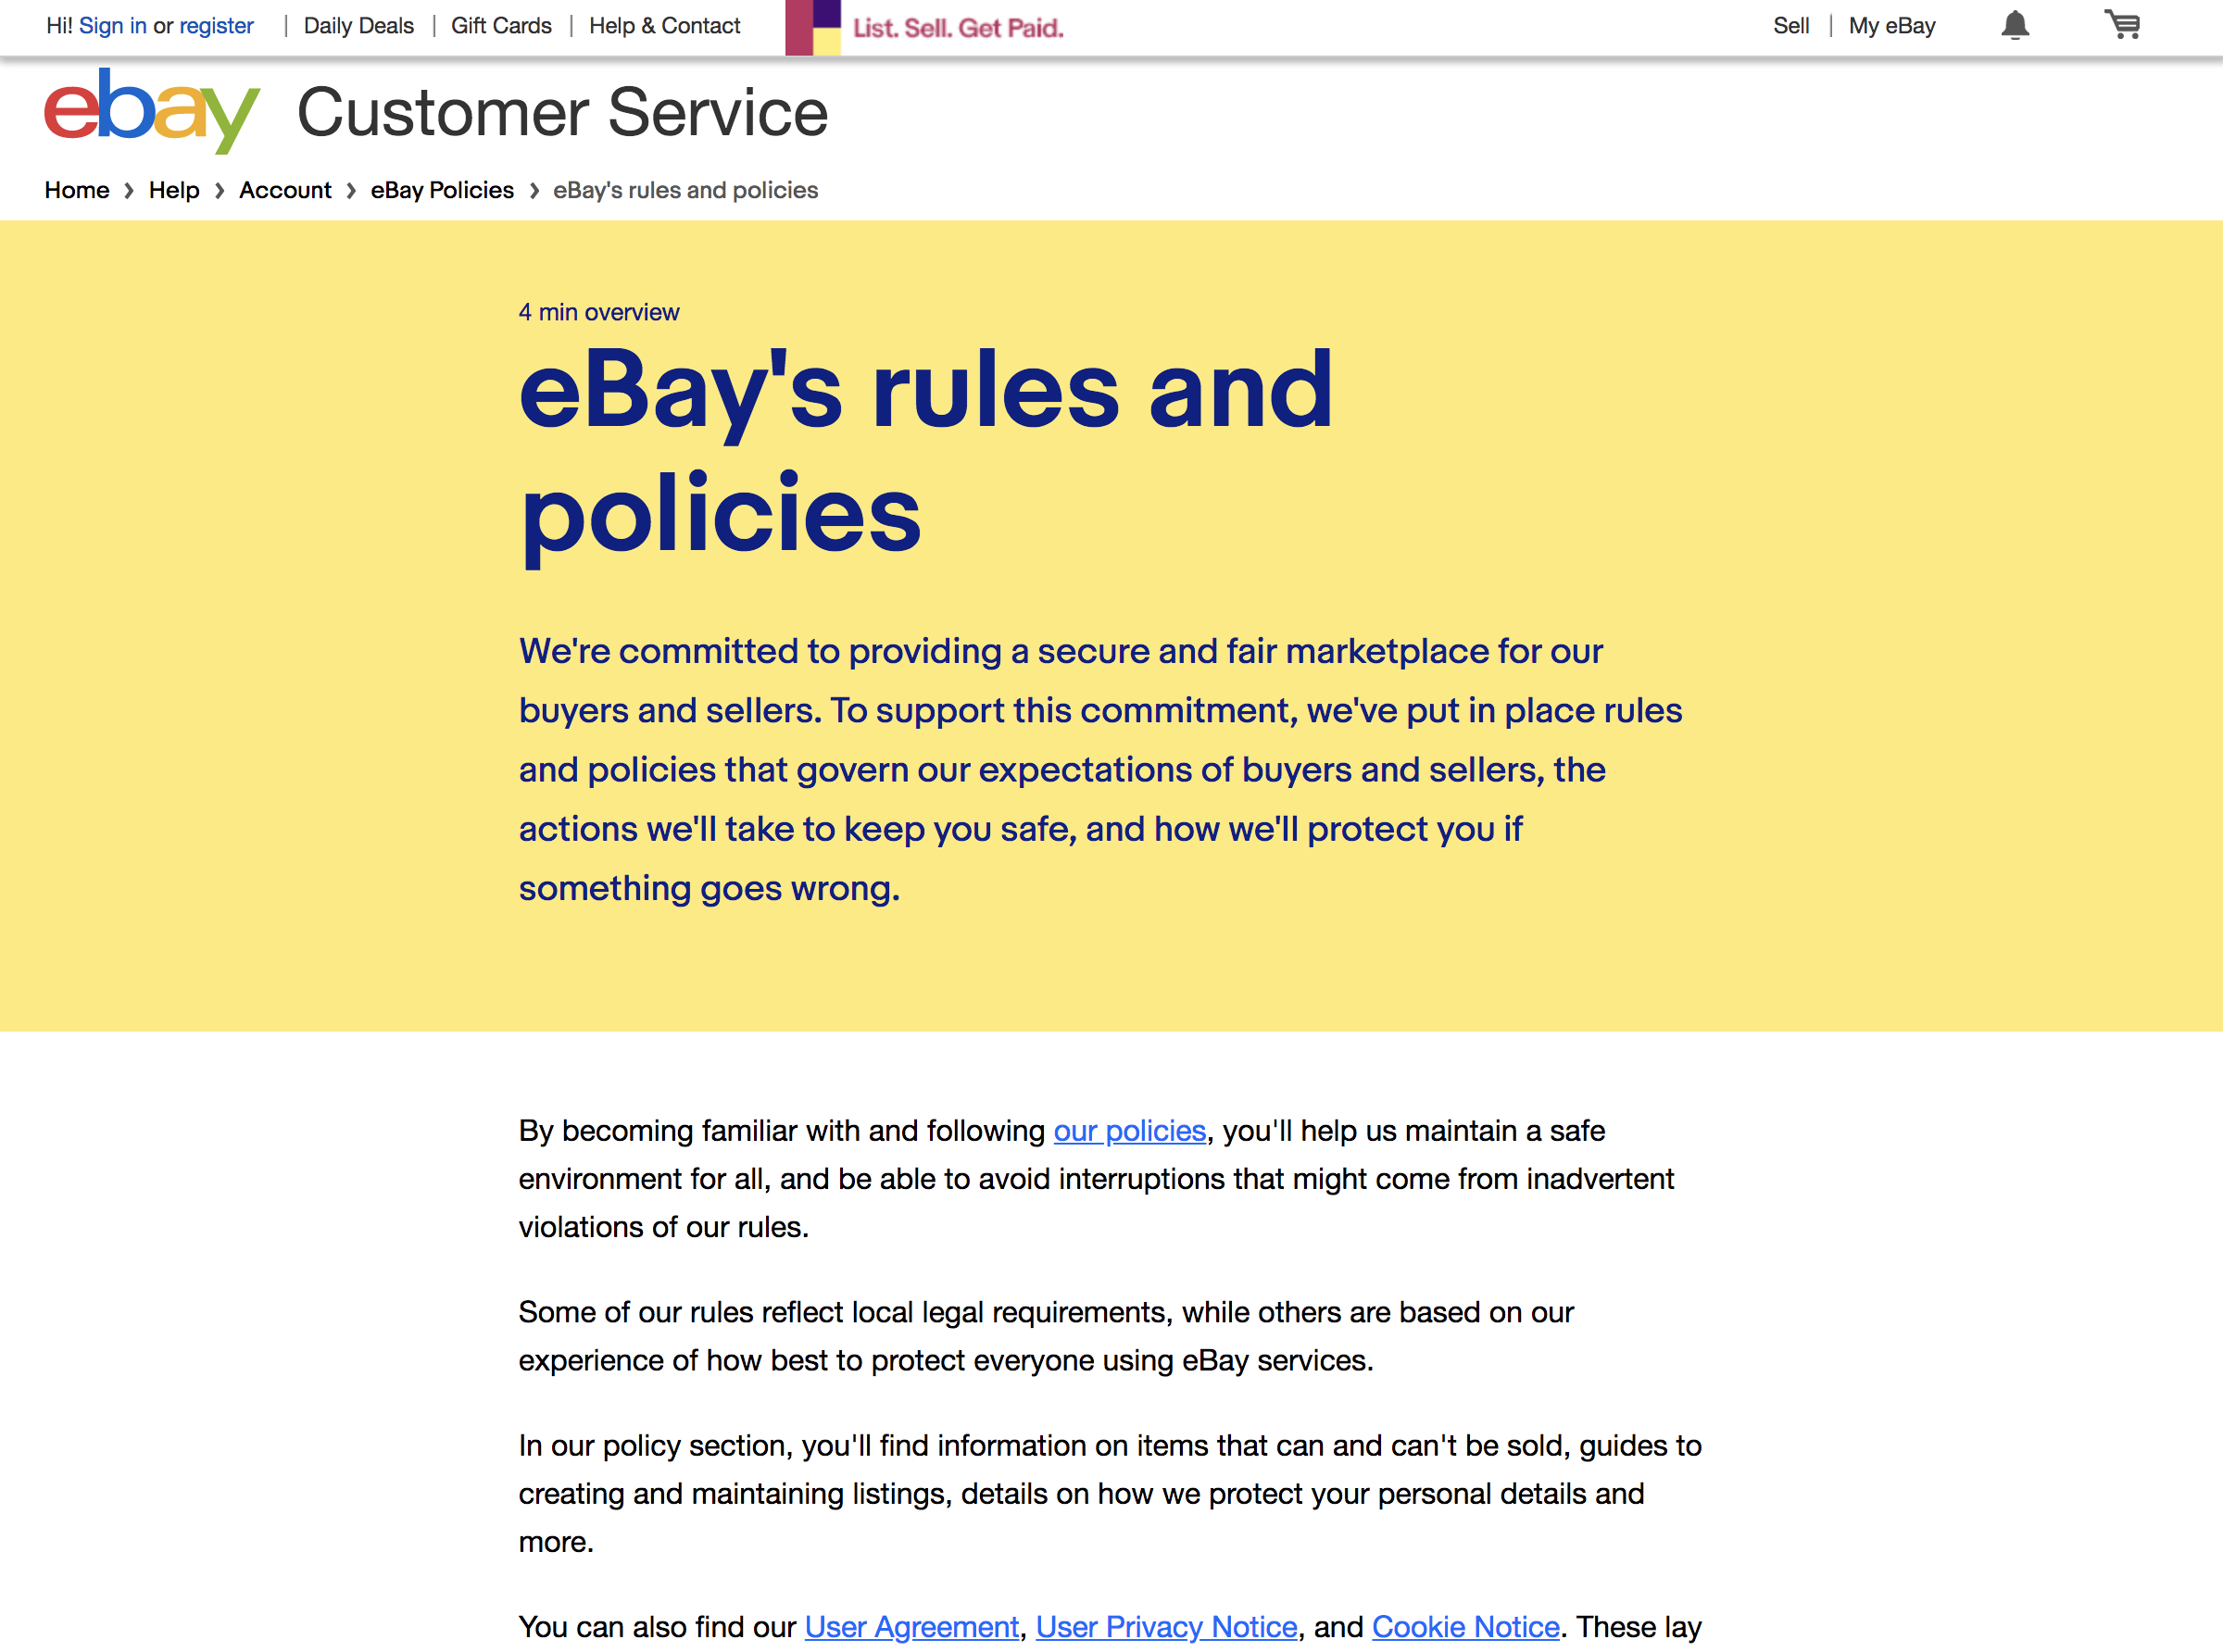 Hi! Sign in or register | Daily Deals | Gift Cards | Help & Contact List. Sell. Get Paid. Sell | My eBay
ebay Customer Service
Home > Help > Account > eBay Policies > eBay's rules and policies
4 min overview
eBay's rules and
policies
We're committed to providing a secure and fair marketplace for our
buyers and sellers. To support this commitment, we've put in place rules
and policies that govern our expectations of buyers and sellers, the
actions we'll take to keep you safe, and how we'll protect you if
something goes wrong.
By becoming familiar with and following our policies, you'll help us maintain a safe
environment for all, and be able to avoid interruptions that might come from inadvertent
violations of our rules.
Some of our rules reflect local legal requirements, while others are based on our
experience of how best to protect everyone using eBay services.
In our policy section, you'll find information on items that can and can't be sold, guides to
creating and maintaining listings, details on how we protect your personal details and
more.
You can also find our User Agreement, User Privacy Notice, and Cookie Notice. These lay